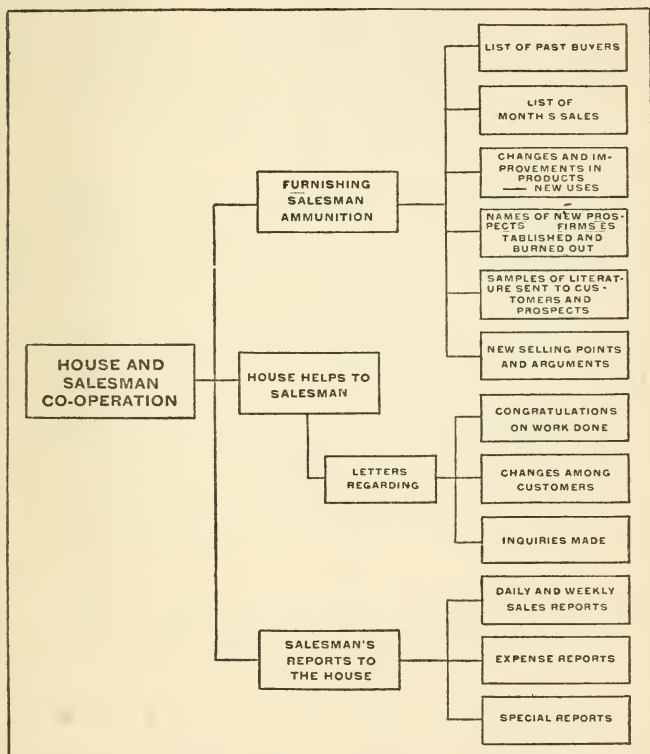 HOUSE AND
SALESMAN
CO-OPERATION
FURNISHING
SALESMAN
AMMUNITION
LIST OF PAST BUYERS
LIST OF
MONTH S SALES
CHANGES AND IM-
PROVEMENTS IN
PRODUCTS
— NEW USES
NAMES OF NEW PROS-
PECTS FIRMS ES
TABLISHED AND
BURNED OUT
SAMPLES OF LITERAT-
URE SENT TO CUS-
TOMERS AND
PROSPECTS
NEW SELLING POINTS
AND ARGUMENTS
HOUSE HELPS TO
SALESMAN
LETTERS
REGARDING
CONGRATULATIONS
ON WORK DONE
CHANGES AMONG
CUSTOMERS
INQUIRIES MADE
SALESMAN'S
REPORTS TO
THE HOUSE
DAILY AND WEEKLY
SALES REPORTS
EXPENSE REPORTS
SPECIAL REPORTS